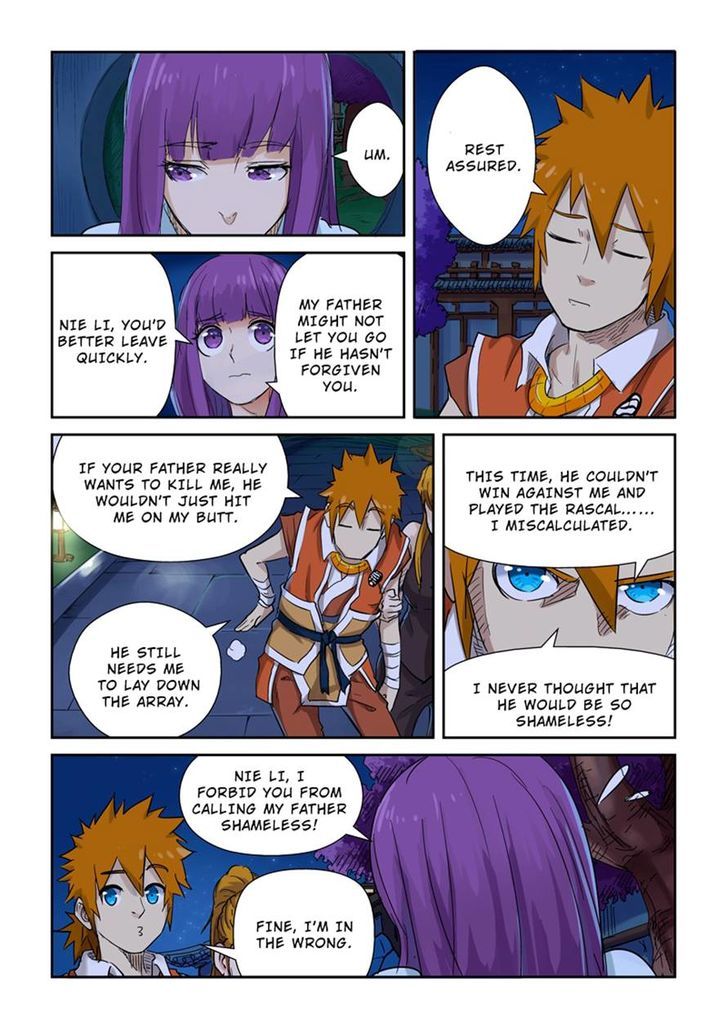 UM.
REST
ASSURED.
NIE LI, YOU'D
BETTER LEAVE
QUICKLY.
MY FATHER
MIGHT NOT
LET YOU GO
IF HE HASN'T
FORGIVEN
YOU.
IF YOUR FATHER REALLY
WANTS TO KILL ME, HE
WOULDN'T JUST HIT
ME ON MY BUTT.
HE STILL
NEEDS ME
TO LAY DOWN
THE ARRAY.
THIS TIME, HE COULDN'T
WIN AGAINST ME AND
PLAYED THE RASCAL......
I MISCALCULATED.
I NEVER THOUGHT THAT
HE WOULD BE SO
SHAMELESS!
NIE LI, I
FORBID YOU FROM
CALLING MY FATHER
SHAMELESS!
FINE, I'M IN
THE WRONG.